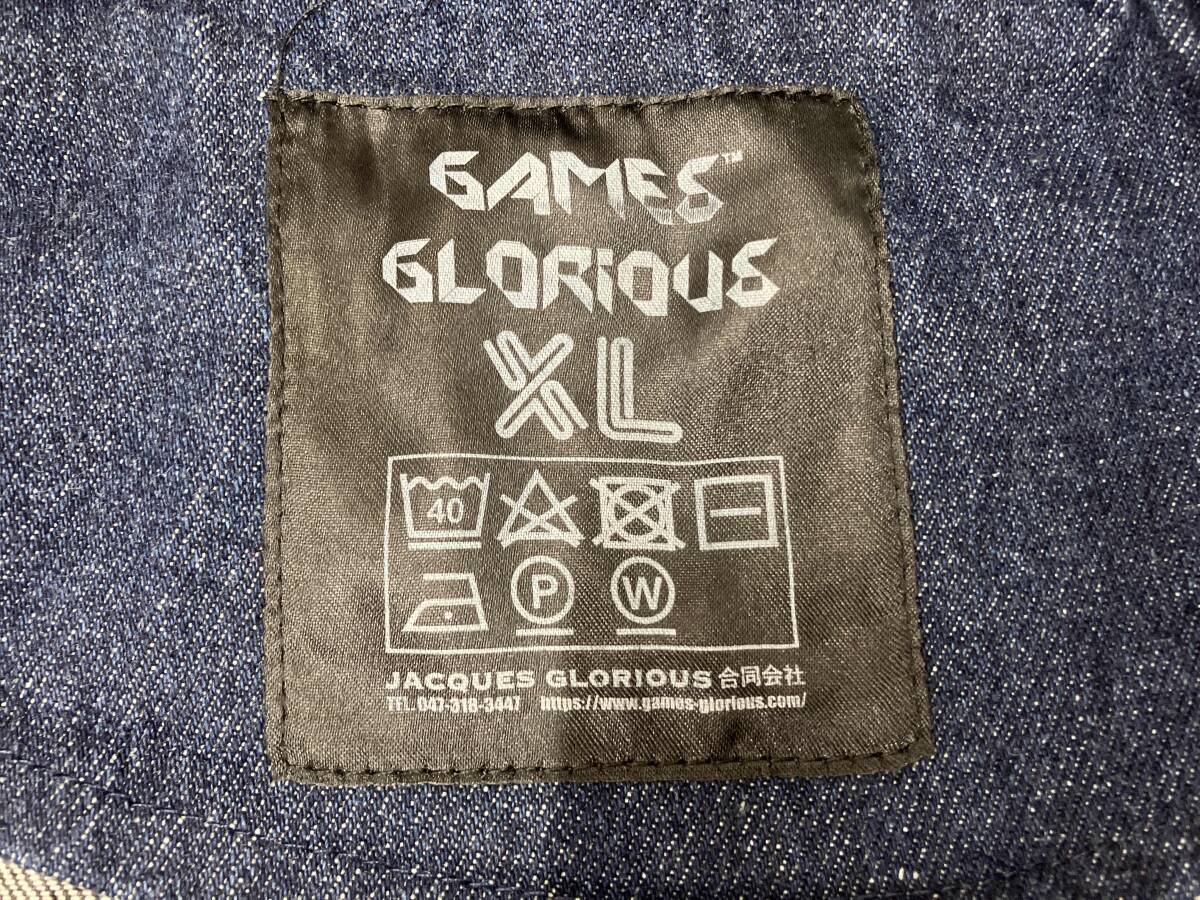 GAMES™
GLORiOUS
XL
40
P W
JACQUES GLORIOUS 合同会社
TEL. 047-318-3447 https://www.games-glorious.com/